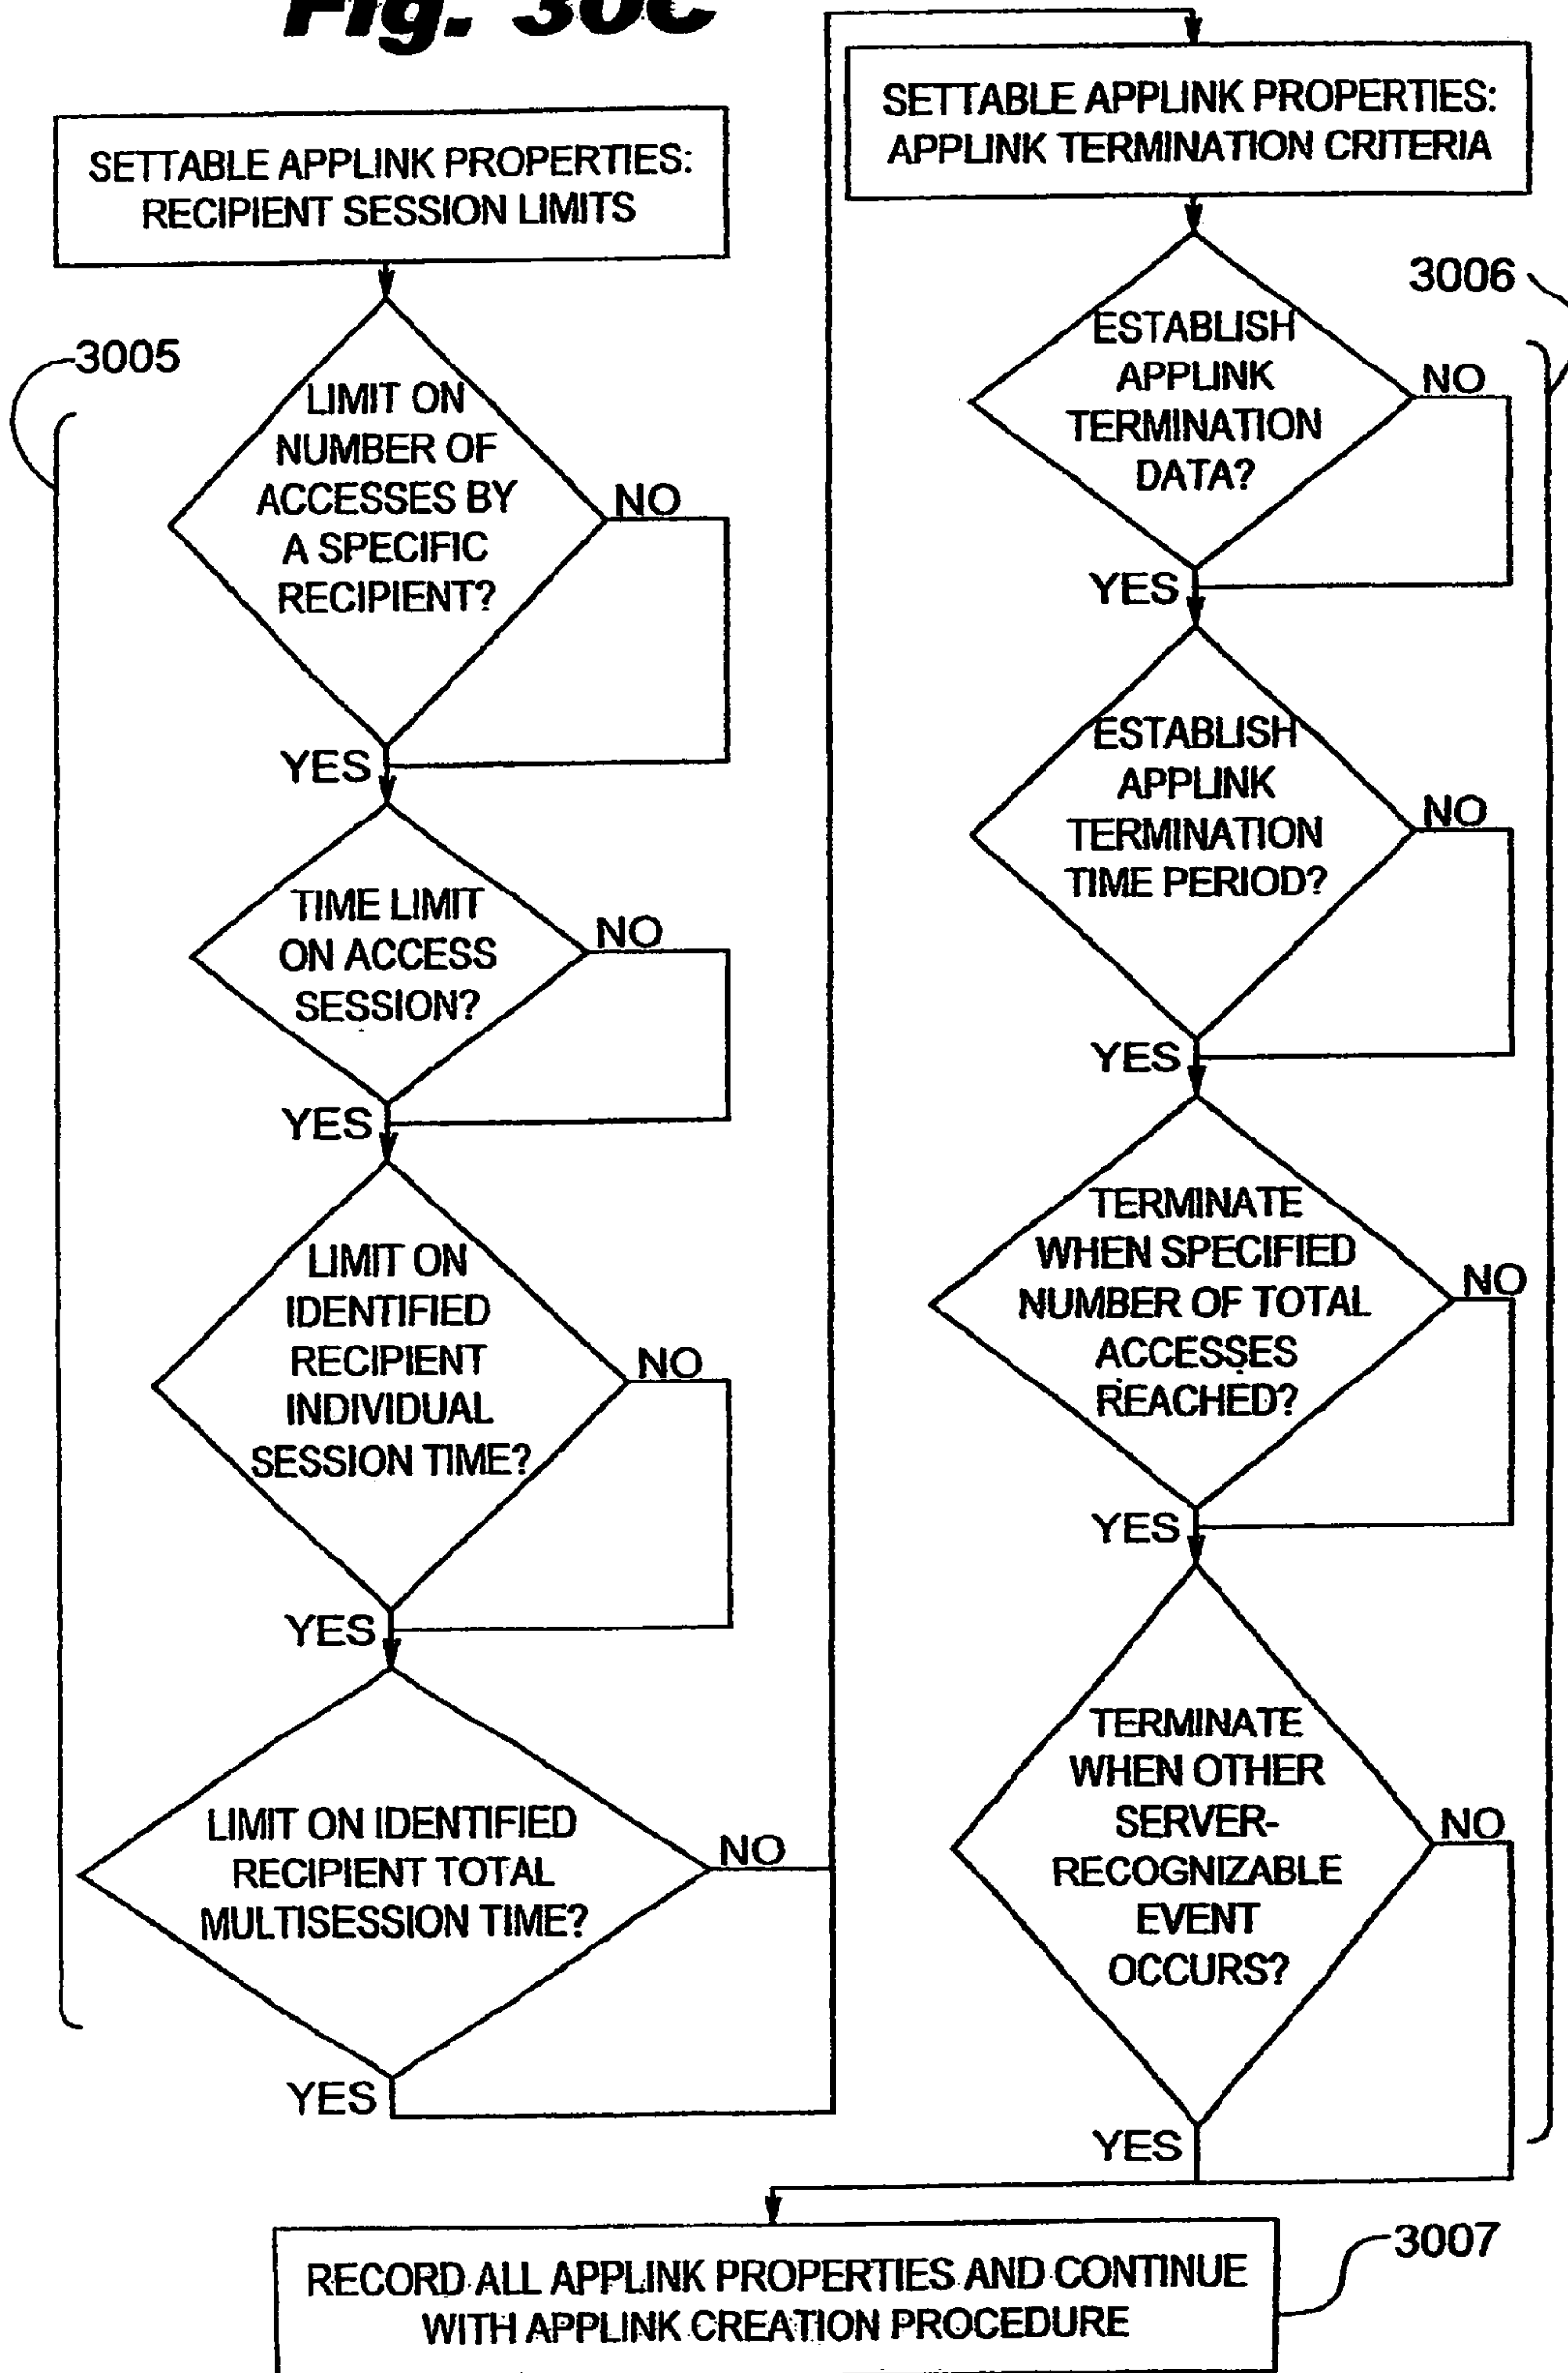 Fig. 30C
SETTABLE APPLINK PROPERTIES:
RECIPIENT SESSION LIMITS
3005
LIMIT ON
NUMBER OF
ACCESSES BY
A SPECIFIC
RECIPIENT?
NO
YES
TIME LIMIT
ON ACCESS
SESSION?
NO
YES
LIMIT ON
IDENTIFIED
RECIPIENT
INDIVIDUAL
SESSION TIME?
NO
YES
LIMIT ON IDENTIFIED
RECIPIENT TOTAL
MULTISESSION TIME?
NO
YES
SETTABLE APPLINK PROPERTIES:
APPLINK TERMINATION CRITERIA
3006
ESTABLISH
APPLINK
TERMINATION
DATA?
NO
YES
ESTABLISH
APPLINK
TERMINATION
TIME PERIOD?
NO
YES
TERMINATE
WHEN SPECIFIED
NUMBER OF TOTAL
ACCESSES
REACHED?
NO
YES
TERMINATE
WHEN OTHER
SERVER-
RECOGNIZABLE
EVENT
OCCURS?
NO
YES
RECORD ALL APPLINK PROPERTIES AND CONTINUE
WITH APPLINK CREATION PROCEDURE
3007